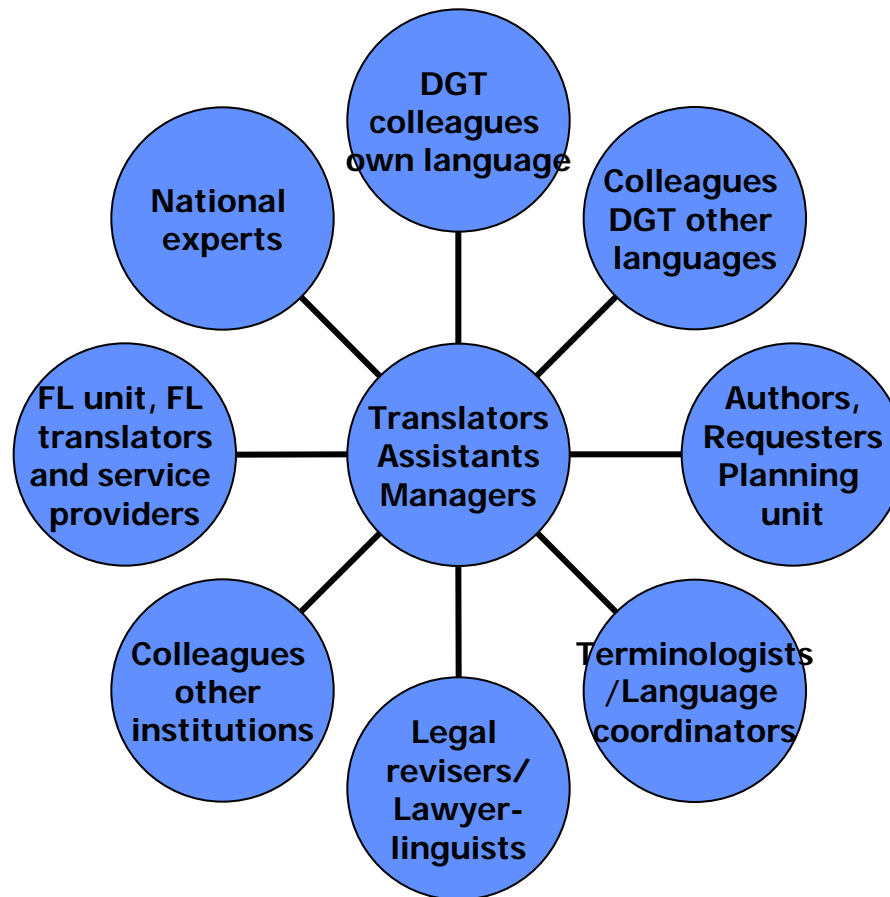 DGT
colleagues
own language
National
experts
Colleagues
DGT other
languages
FL unit, FL
translators
and service
providers
Translators
Assistants
Managers
Authors,
Requesters
Planning
unit
Colleagues
other
institutions
Legal
revisers/
Lawyer-
linguists
Terminologists
/Language
coordinators